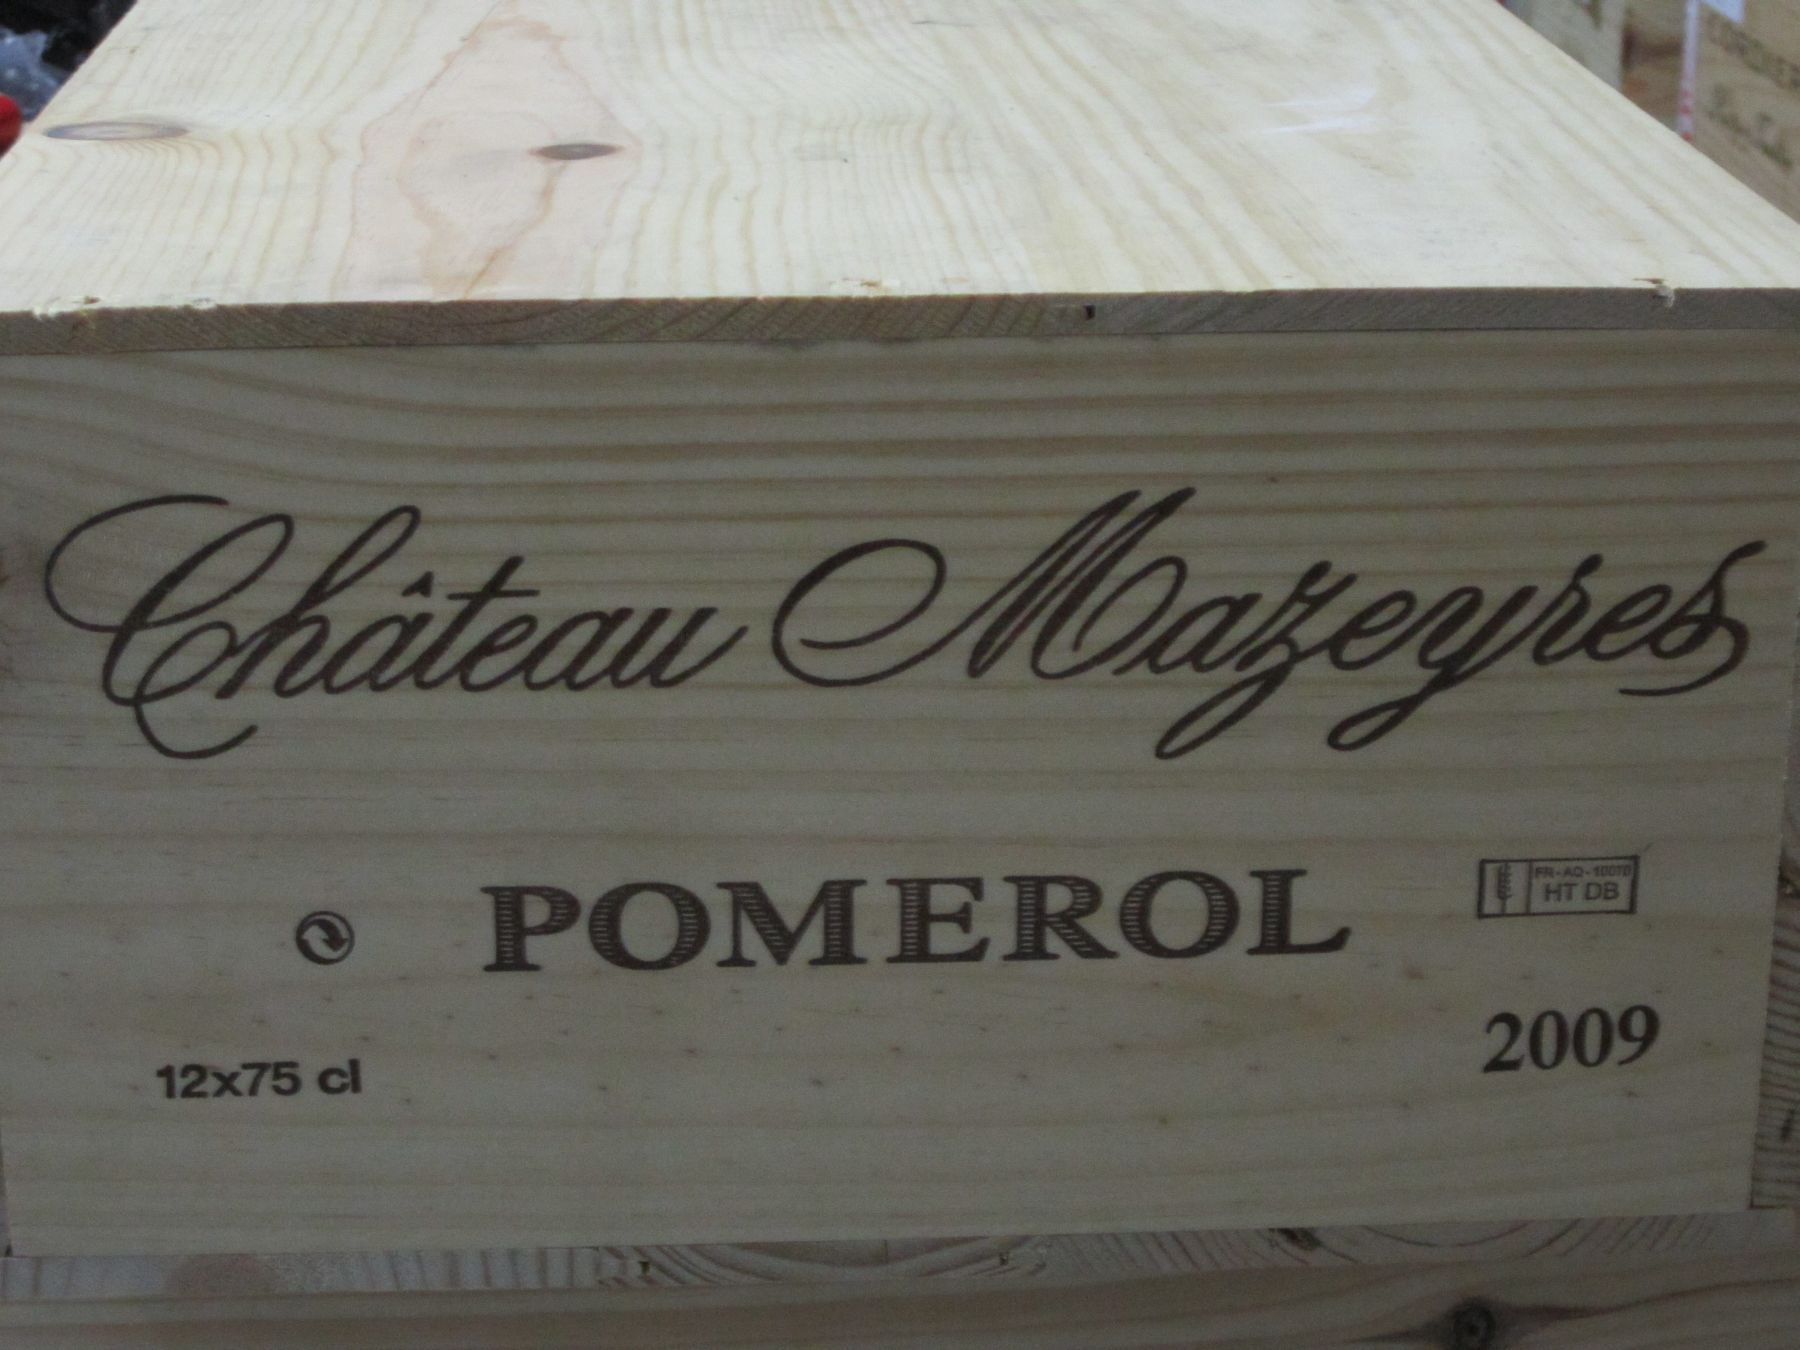 Château Mazeyres
POMEROL
FR-AQ-10070
HT DB
2009
12x75 cl